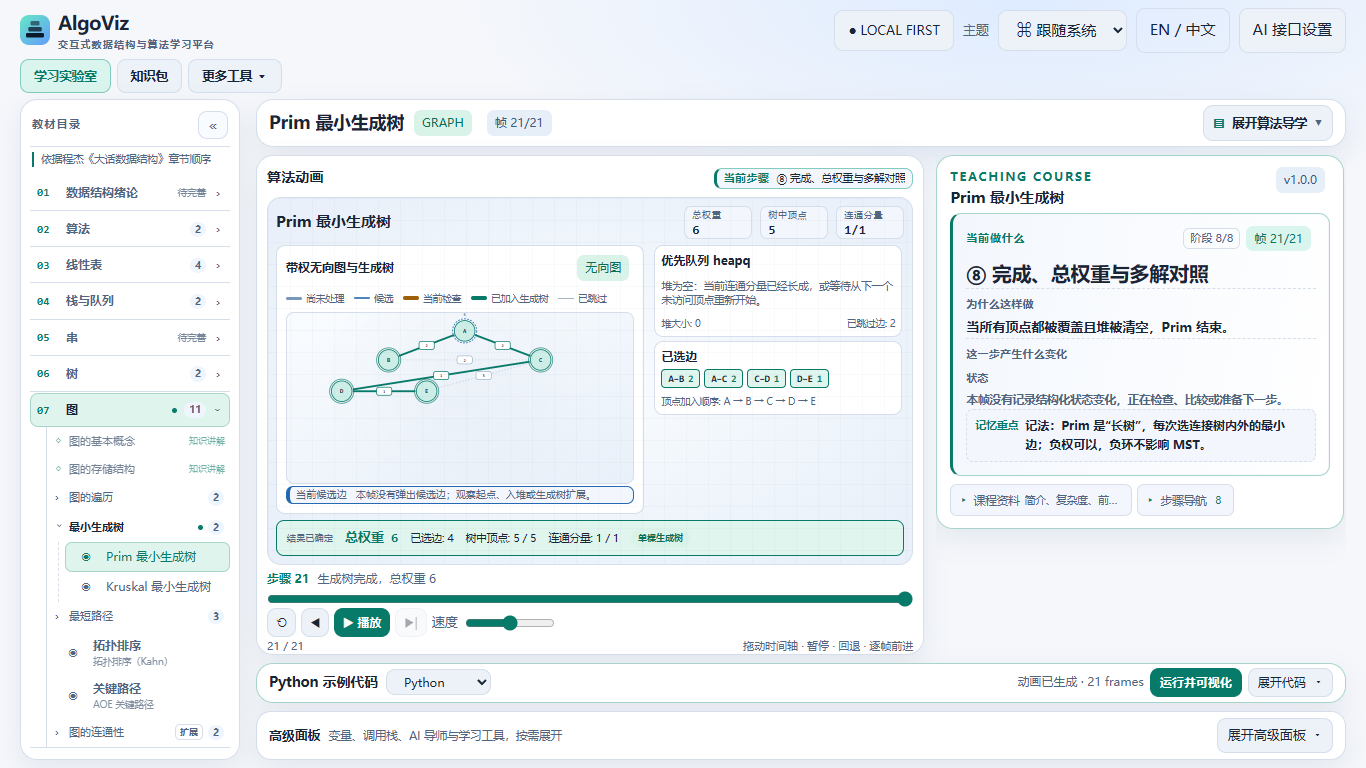 AlgoViz
交互式数据结构与算法学习平台
● LOCAL FIRST
主题
⌘ 跟随系统
EN / 中文
AI 接口设置
学习实验室
知识包
更多工具
教材目录
«
依据程杰《大话数据结构》章节顺序
01 数据结构绪论 待完善 ›
02 算法 2 ›
03 线性表 4 ›
04 栈与队列 2 ›
05 串 待完善 ›
06 树 2 ›
07 图 11
图的基本概念 知识讲解
图的存储结构 知识讲解
› 图的遍历 2
最小生成树 2
Prim 最小生成树
Kruskal 最小生成树
› 最短路径 3
拓扑排序
拓扑排序（Kahn）
关键路径
AOE 关键路径
› 图的连通性 扩展 2
Prim 最小生成树
GRAPH
帧 21/21
展开算法导学 ▼
算法动画
当前步骤 ⑧ 完成、总权重与多解对照
Prim 最小生成树
总权重
6
树中顶点
5
连通分量
1/1
带权无向图与生成树
无向图
尚未处理
候选
当前检查
已加入生成树
已跳过
A
B
C
D
E
当前候选边 本帧没有弹出候选边；观察起点、入堆或生成树扩展。
优先队列 heapq
堆为空：当前连通分量已经长成，或等待从下一个
未访问顶点重新开始。
堆大小: 0
已跳过边: 2
已选边
A–B 2
A–C 2
C–D 1
D–E 1
顶点加入顺序: A → B → C → D → E
结果已确定 总权重 6 已选边: 4 树中顶点: 5 / 5 连通分量: 1 / 1 单棵生成树
步骤 21 生成树完成，总权重 6
▶ 播放
速度
21 / 21
拖动时间轴 · 暂停 · 回退 · 逐帧前进
TEACHING COURSE
Prim 最小生成树
v1.0.0
当前做什么
阶段 8/8
帧 21/21
⑧ 完成、总权重与多解对照
为什么这样做
当所有顶点都被覆盖且堆被清空，Prim 结束。
这一步产生什么变化
状态
本帧没有记录结构化状态变化，正在检查、比较或准备下一步。
记忆重点 记法：Prim 是“长树”，每次选连接树内外的最小
边；负权可以，负环不影响 MST。
课程资料 简介、复杂度、前…
步骤导航 8
Python 示例代码
Python
动画已生成 · 21 frames
运行并可视化
展开代码
高级面板 变量、调用栈、AI 导师与学习工具，按需展开
展开高级面板